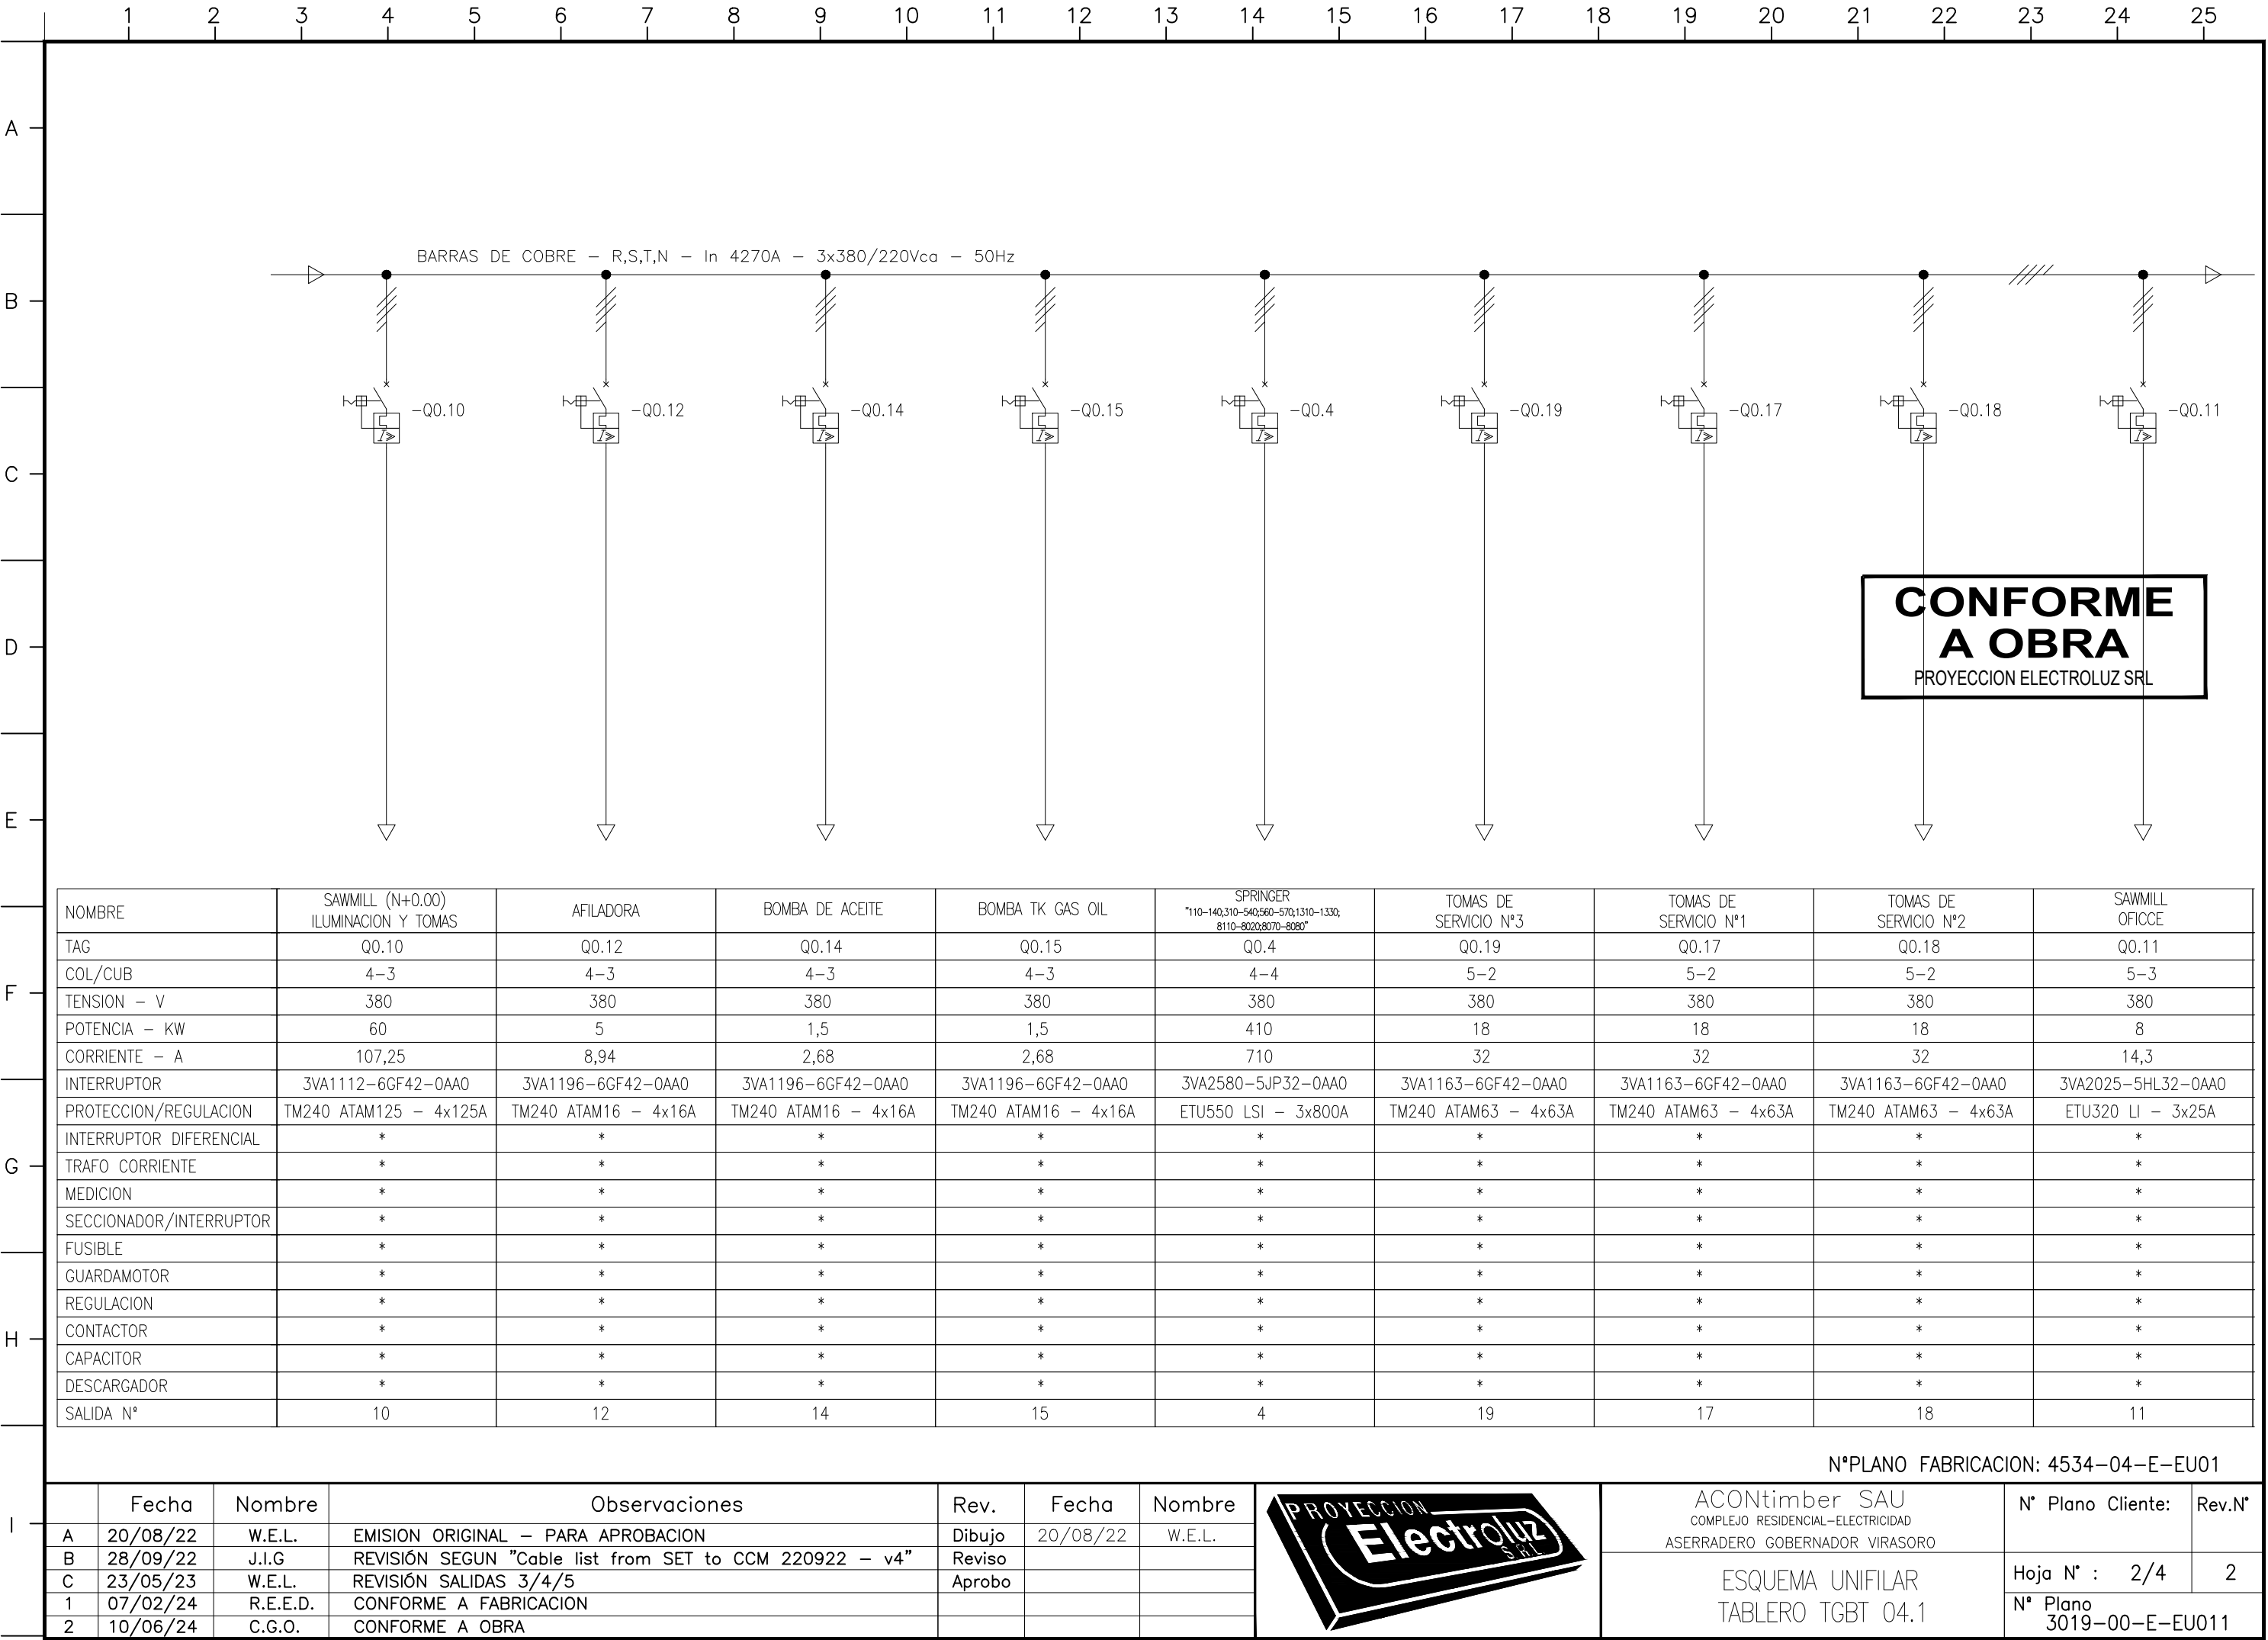 1 2 3 4 5 6 7 8 9 10 11 12 13 14 15 16 17 18 19 20 21 22 23 24 25
A
BARRAS DE COBRE – R,S,T,N – In 4270A – 3x380/220Vca – 50Hz
B
-Q0.10 -Q0.12 -Q0.14 -Q0.15 -Q0.4 -Q0.19 -Q0.17 -Q0.18 -Q0.11
I> I> I> I> I> I> I> I> I>
C
CONFORME
A OBRA
PROYECCION ELECTROLUZ SRL
D
E
NOMBRE
SAWMILL (N+0.00)
ILUMINACION Y TOMAS
AFILADORA
BOMBA DE ACEITE
BOMBA TK GAS OIL
SPRINGER
"110-140;310-540;560-570;1310-1330;
8110-8020;8070-8080"
TOMAS DE
SERVICIO N°3
TOMAS DE
SERVICIO N°1
TOMAS DE
SERVICIO N°2
SAWMILL
OFICCE
TAG Q0.10 Q0.12 Q0.14 Q0.15 Q0.4 Q0.19 Q0.17 Q0.18 Q0.11
COL/CUB 4-3 4-3 4-3 4-3 4-4 5-2 5-2 5-2 5-3
F
TENSION – V 380 380 380 380 380 380 380 380 380
POTENCIA – KW 60 5 1,5 1,5 410 18 18 18 8
CORRIENTE – A 107,25 8,94 2,68 2,68 710 32 32 32 14,3
INTERRUPTOR 3VA1112-6GF42-0AA0 3VA1196-6GF42-0AA0 3VA1196-6GF42-0AA0 3VA1196-6GF42-0AA0 3VA2580-5JP32-0AA0 3VA1163-6GF42-0AA0 3VA1163-6GF42-0AA0 3VA1163-6GF42-0AA0 3VA2025-5HL32-0AA0
PROTECCION/REGULACION TM240 ATAM125 – 4x125A TM240 ATAM16 – 4x16A TM240 ATAM16 – 4x16A TM240 ATAM16 – 4x16A ETU550 LSI – 3x800A TM240 ATAM63 – 4x63A TM240 ATAM63 – 4x63A TM240 ATAM63 – 4x63A ETU320 LI – 3x25A
INTERRUPTOR DIFERENCIAL * * * * * * * * *
G
TRAFO CORRIENTE * * * * * * * * *
MEDICION * * * * * * * * *
SECCIONADOR/INTERRUPTOR * * * * * * * * *
FUSIBLE * * * * * * * * *
GUARDAMOTOR * * * * * * * * *
REGULACION * * * * * * * * *
CONTACTOR * * * * * * * * *
H
CAPACITOR * * * * * * * * *
DESCARGADOR * * * * * * * * *
SALIDA N° 10 12 14 15 4 19 17 18 11
N°PLANO FABRICACION: 4534-04-E-EU01
I
Fecha Nombre Observaciones Rev. Fecha Nombre
A 20/08/22 W.E.L. EMISION ORIGINAL – PARA APROBACION Dibujo 20/08/22 W.E.L.
B 28/09/22 J.I.G REVISIÓN SEGUN "Cable list from SET to CCM 220922 – v4" Reviso
C 23/05/23 W.E.L. REVISIÓN SALIDAS 3/4/5 Aprobo
1 07/02/24 R.E.E.D. CONFORME A FABRICACION
2 10/06/24 C.G.O. CONFORME A OBRA
PROYECCION
Electroluz
SRL
ACONtimber SAU
COMPLEJO RESIDENCIAL-ELECTRICIDAD
ASERRADERO GOBERNADOR VIRASORO
ESQUEMA UNIFILAR
TABLERO TGBT 04.1
N° Plano Cliente: Rev.N°
Hoja N° : 2/4 2
N° Plano
3019-00-E-EU011